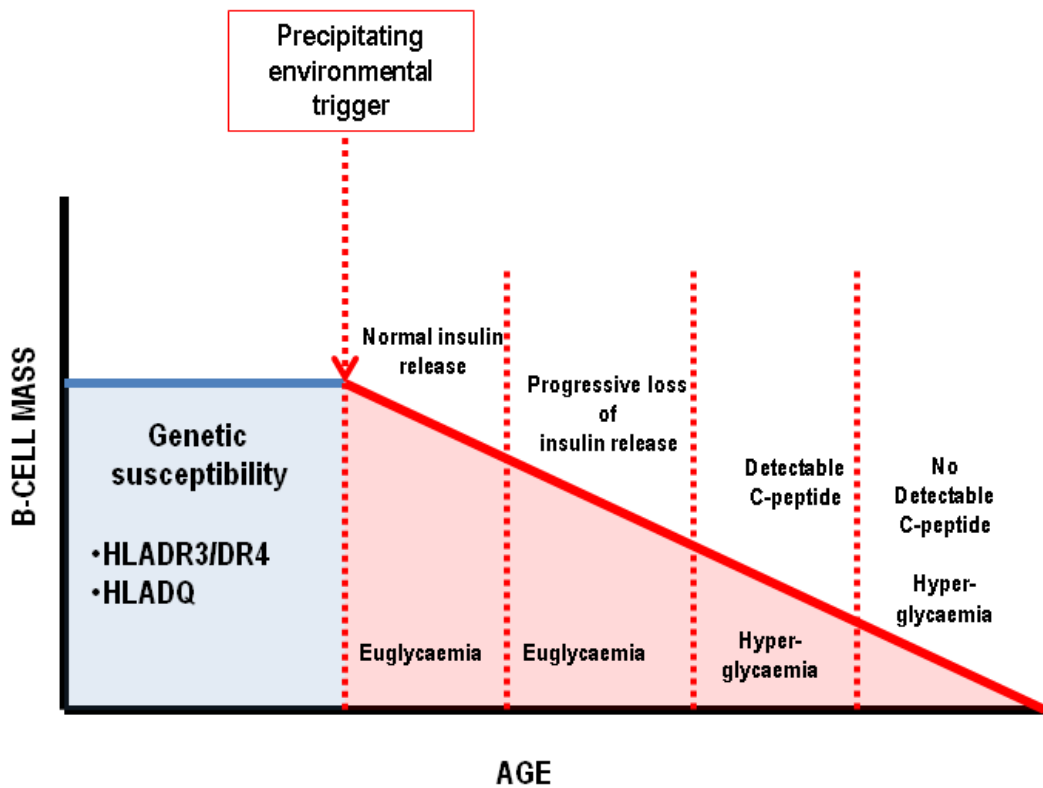 Precipitating
environmental
trigger
Normal insulin
release
Progressive loss
of
insulin release
Detectable
C-peptide
No
Detectable
C-peptide
Hyper-
glycaemia
Genetic
susceptibility
•HLADR3/DR4
•HLADQ
Euglycaemia
Euglycaemia
Hyper-
glycaemia
B-CELL MASS
AGE